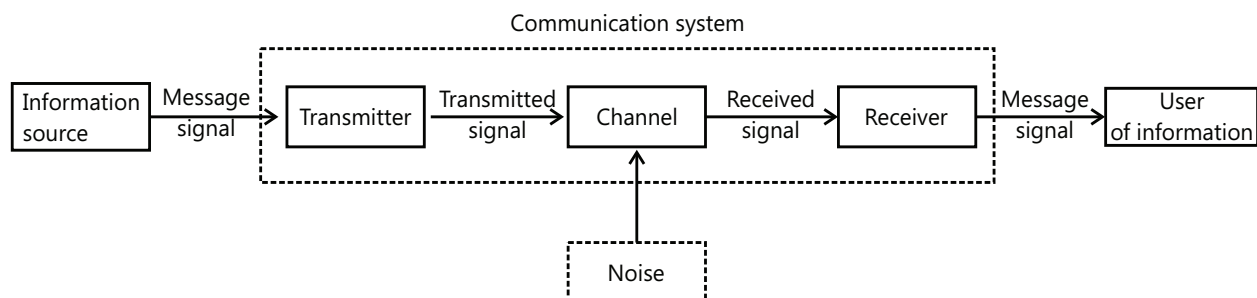 Communication system
Information
source
Message
signal
Transmitter
Transmitted
signal
Channel
Received
signal
Receiver
Message
signal
User
of information
Noise